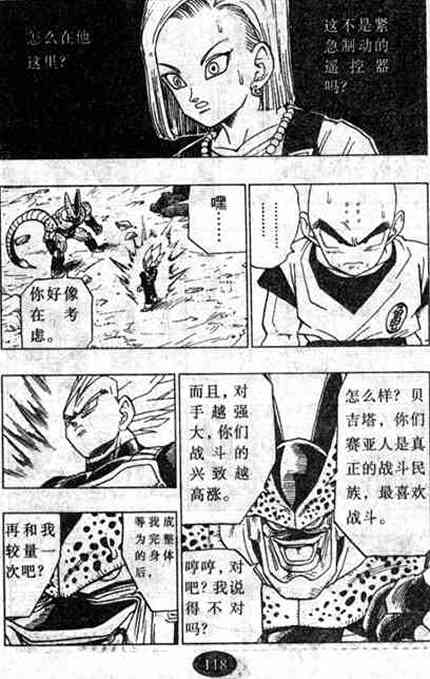 这不是紧
急制动的
遥控器
吗？
怎么在他
这里？
…………
嘿……
你好像
在考
虑。
怎么样？贝
吉塔，你们
赛亚人是真
正的战斗民
族，最喜欢
战斗。
而且，对
手越强
大，你们
战斗的
兴致越
高涨。
哼哼，对
吧？我说
得不对
吗？
等我成
为完整
的身体
后，
再和我
较量一
次吧？
118